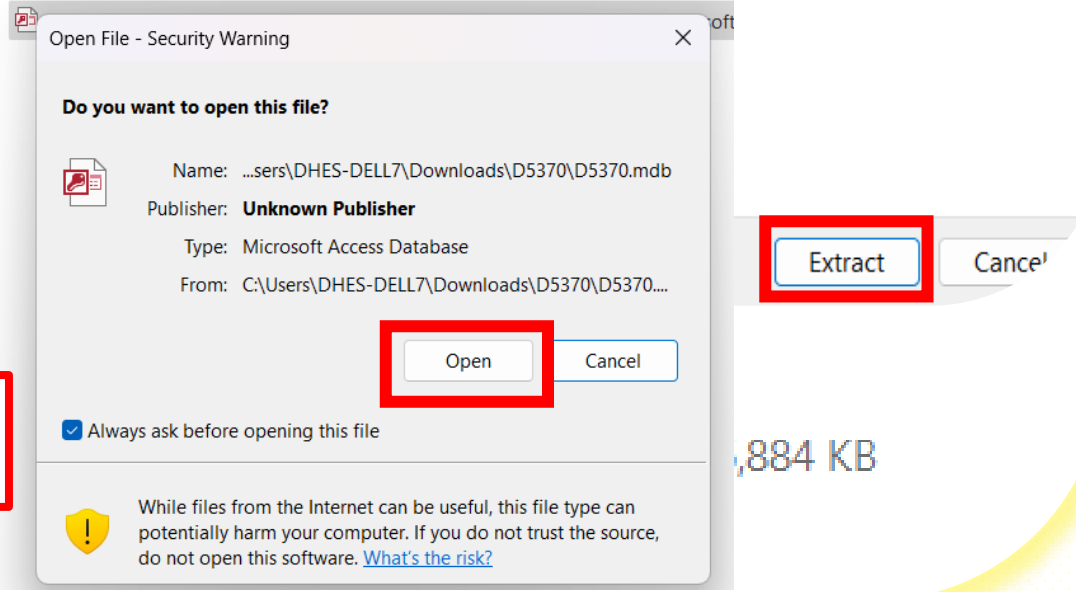 oft
Open File - Security Warning
Do you want to open this file?
Name: ...sers\DHES-DELL7\Downloads\D5370\D5370.mdb
Publisher: Unknown Publisher
Type: Microsoft Access Database
From: C:\Users\DHES-DELL7\Downloads\D5370\D5370....
Open
Cancel
Always ask before opening this file
While files from the Internet can be useful, this file type can
potentially harm your computer. If you do not trust the source,
do not open this software. What's the risk?
Extract
Cancel
,884 KB